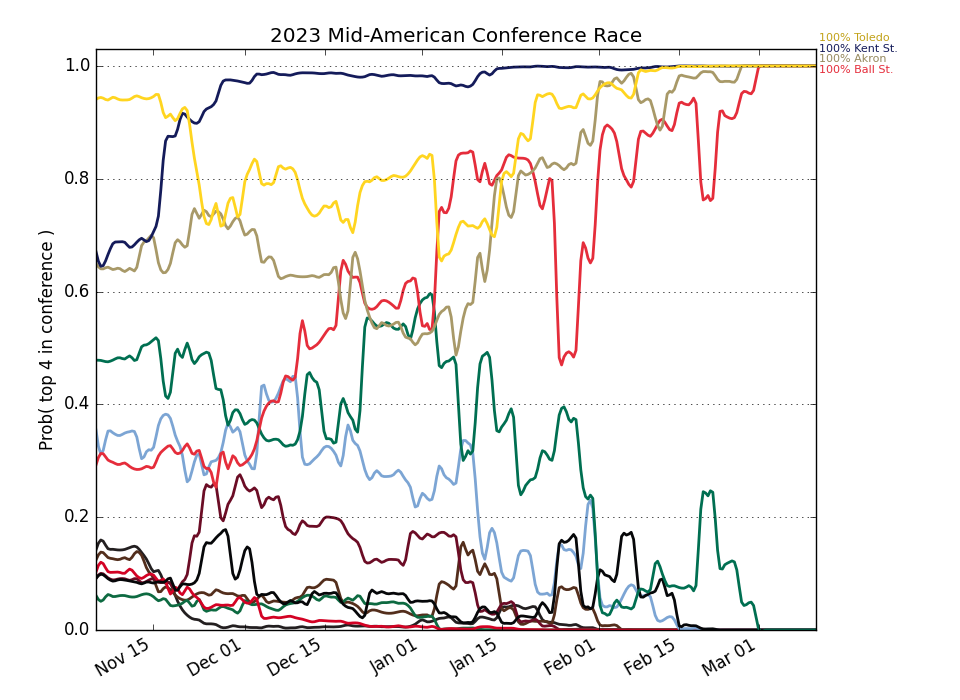 2023 Mid-American Conference Race
100% Toledo
100% Kent St.
100% Akron
100% Ball St.
Prob( top 4 in conference )
1.0
0.8
0.6
0.4
0.2
0.0
Nov 15
Dec 01
Dec 15
Jan 01
Jan 15
Feb 01
Feb 15
Mar 01